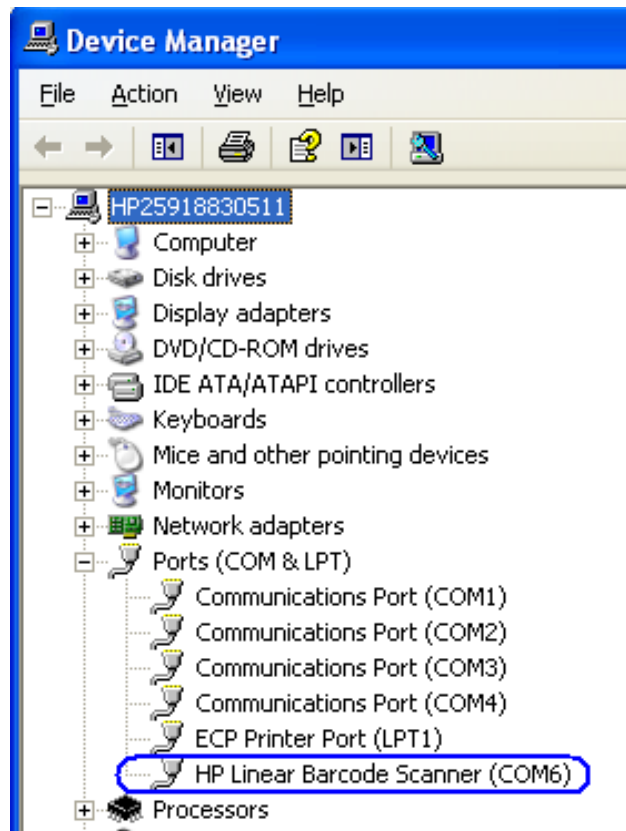 Device Manager
File Action View Help
HP25918830511
Computer
Disk drives
Display adapters
DVD/CD-ROM drives
IDE ATA/ATAPI controllers
Keyboards
Mice and other pointing devices
Monitors
Network adapters
Ports (COM & LPT)
Communications Port (COM1)
Communications Port (COM2)
Communications Port (COM3)
Communications Port (COM4)
ECP Printer Port (LPT1)
HP Linear Barcode Scanner (COM6)
Processors